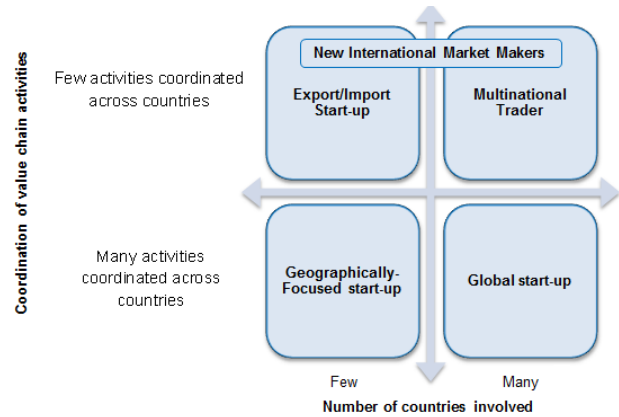 Coordination of value chain activities
Few activities coordinated
across countries
New International Market Makers
Export/Import
Start-up
Multinational
Trader
Many activities
coordinated across
countries
Geographically-
Focused start-up
Global start-up
Few
Many
Number of countries involved